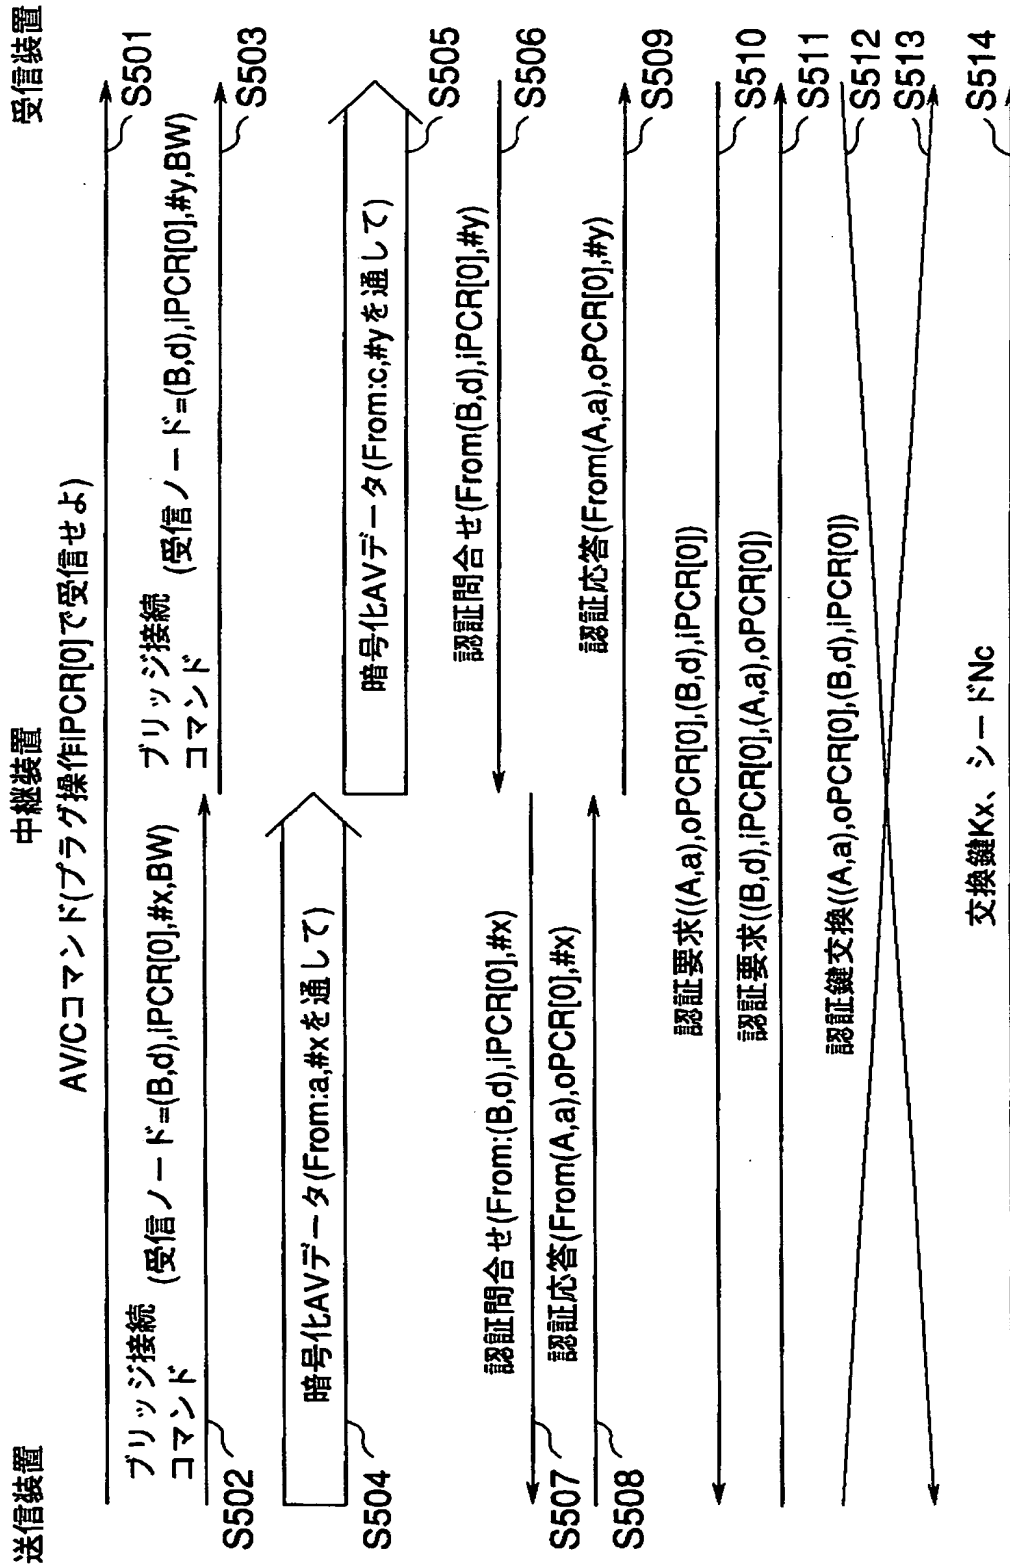 送信装置
中継装置
受信装置
AV/Cコマンド(プラグ操作iPCR[0]で受信せよ)
S501
ブリッジ接続
コマンド
(受信ノード=(B,d),iPCR[0],#x,BW)
S502
ブリッジ接続
コマンド
(受信ノード=(B,d),iPCR[0],#y,BW)
S503
暗号化AVデータ(From:a,#xを通して)
S504
暗号化AVデータ(From:c,#yを通して)
S505
認証問合せ(From(B,d),iPCR[0],#y)
S506
認証問合せ(From:(B,d),iPCR[0],#x)
S507
認証応答(From(A,a),oPCR[0],#x)
S508
認証応答(From(A,a),oPCR[0],#y)
S509
認証要求((A,a),oPCR[0],(B,d),iPCR[0])
S510
認証要求((B,d),iPCR[0],(A,a),oPCR[0])
S511
認証鍵交換((A,a),oPCR[0],(B,d),iPCR[0])
S512
S513
交換鍵Kx、シードNc
S514